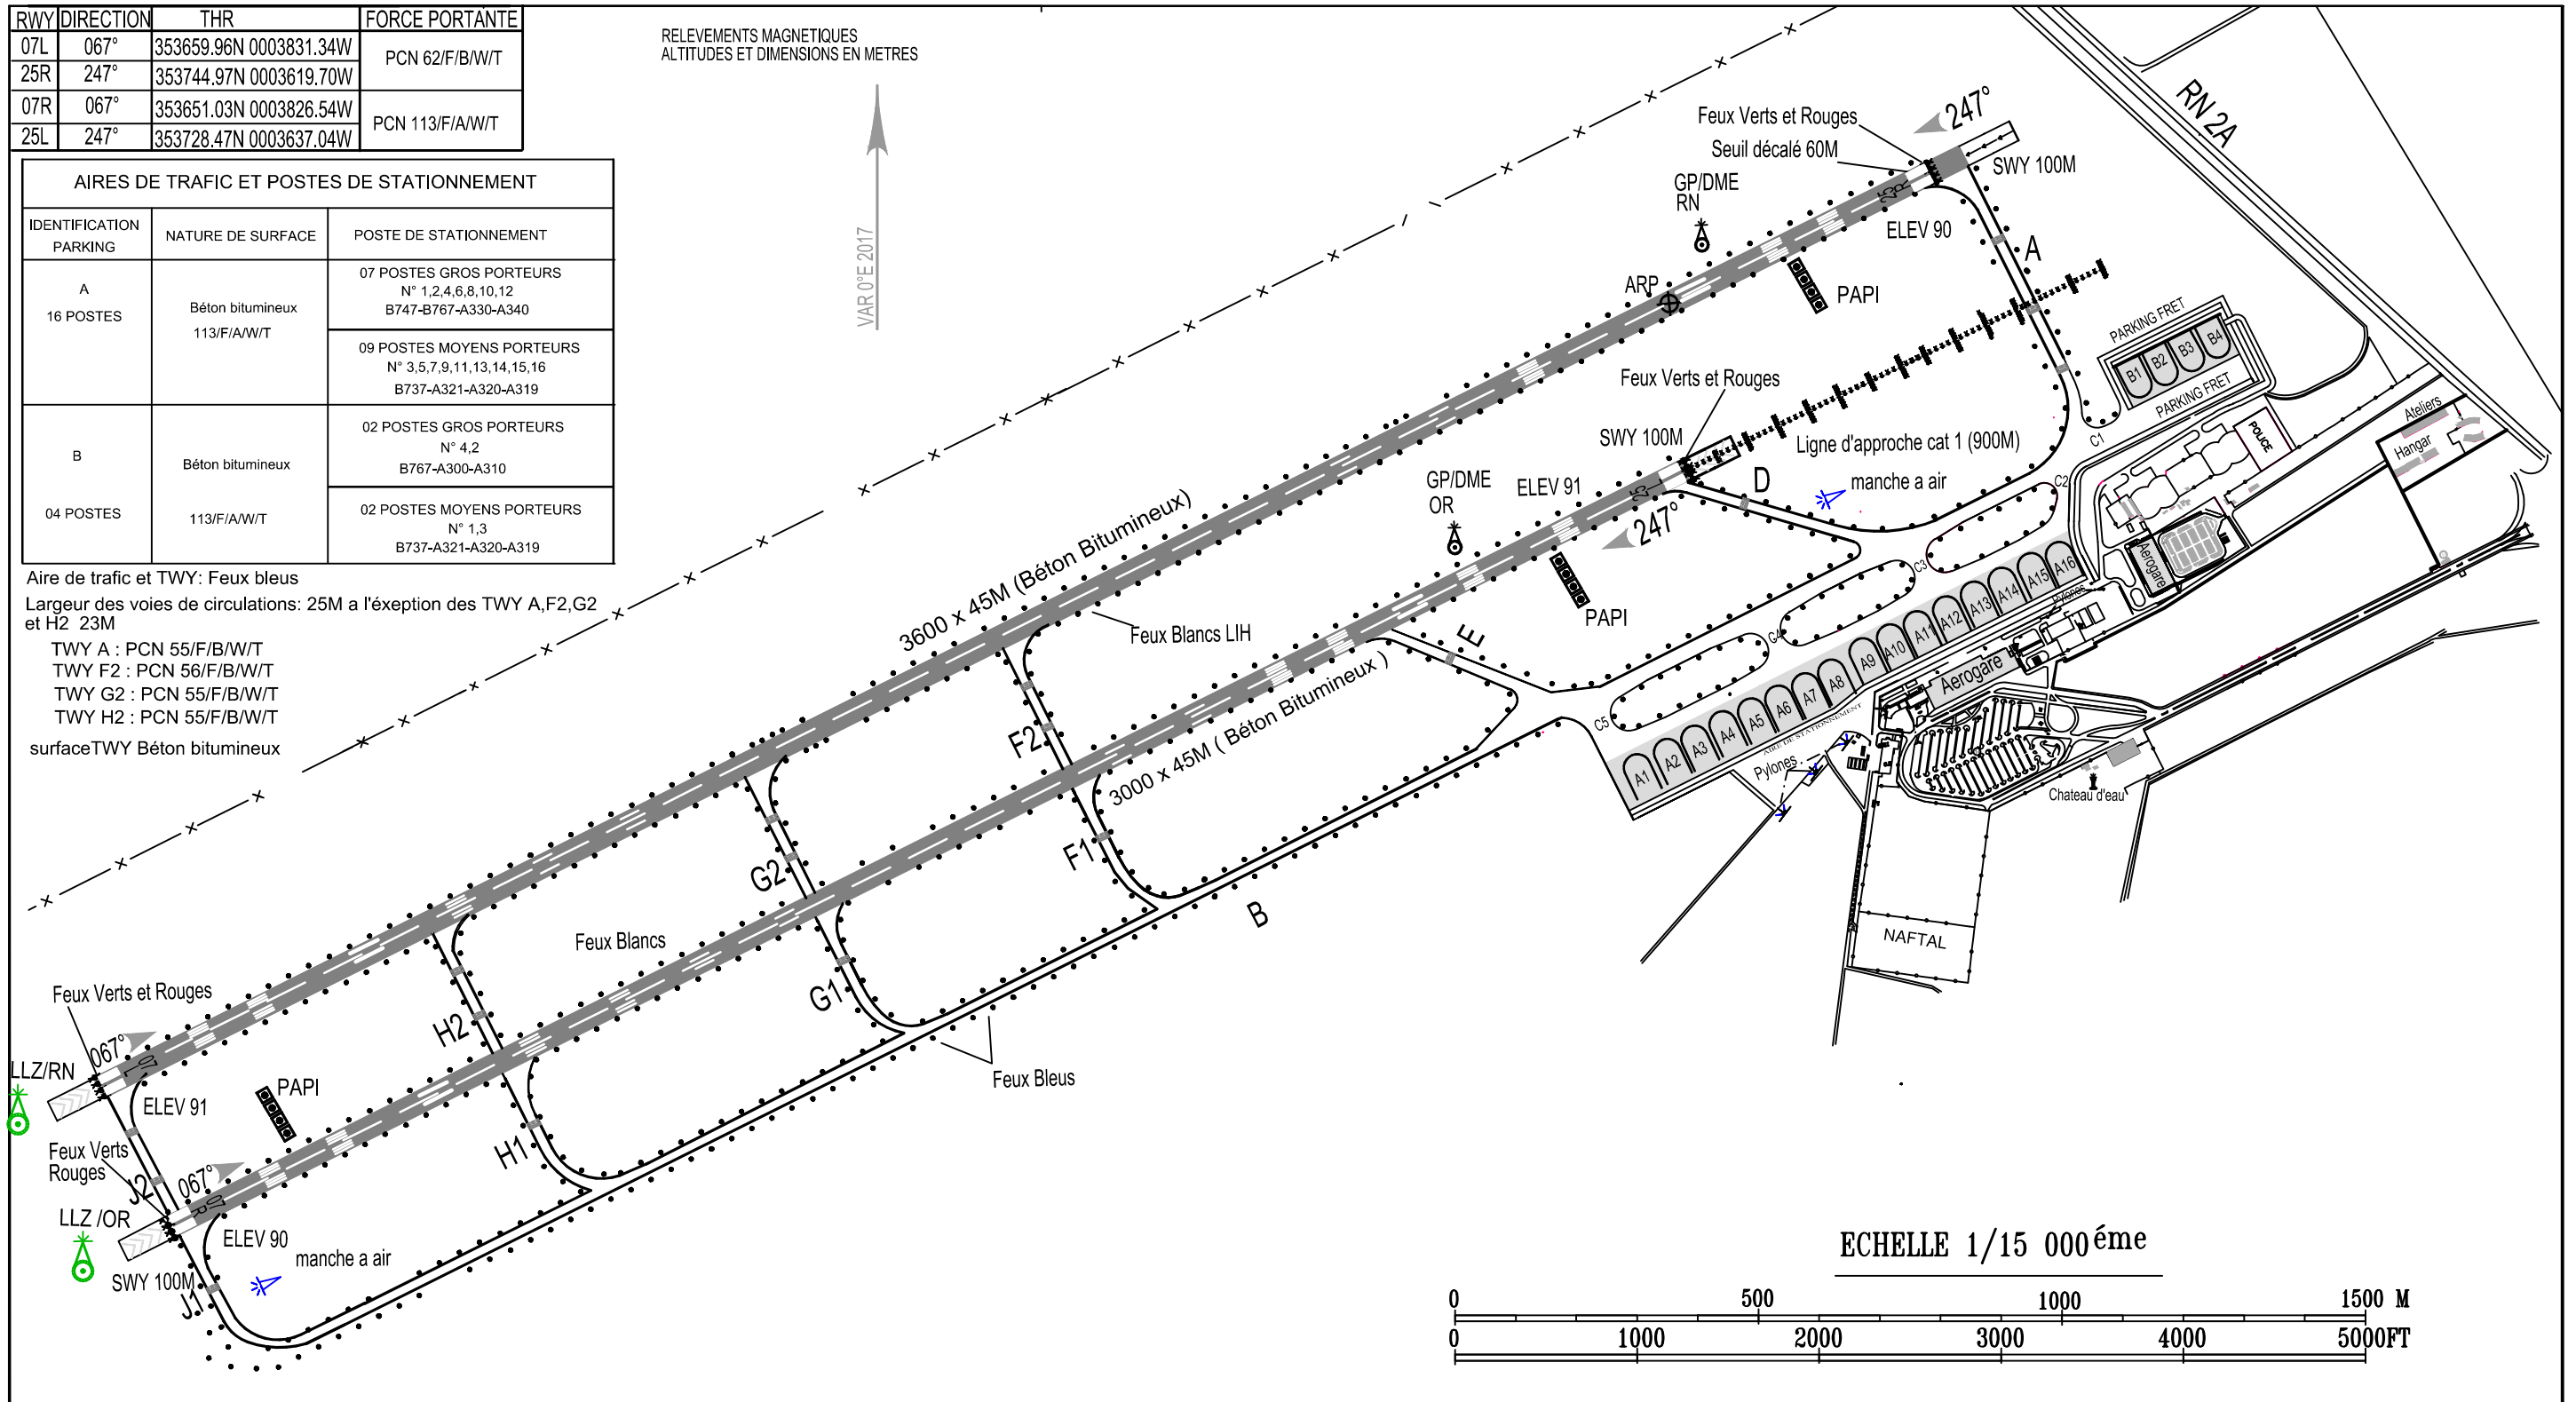 RWY DIRECTION THR FORCE PORTANTE
07L 067° 353659.96N 0003831.34W PCN 62/F/B/W/T
25R 247° 353744.97N 0003619.70W
07R 067° 353651.03N 0003826.54W PCN 113/F/A/W/T
25L 247° 353728.47N 0003637.04W
RELEVEMENTS MAGNETIQUES
ALTITUDES ET DIMENSIONS EN METRES
VAR 0°E 2017
AIRES DE TRAFIC ET POSTES DE STATIONNEMENT
IDENTIFICATION
PARKING
NATURE DE SURFACE
POSTE DE STATIONNEMENT
A
16 POSTES
Béton bitumineux
113/F/A/W/T
07 POSTES GROS PORTEURS
N° 1,2,4,6,8,10,12
B747-B767-A330-A340
09 POSTES MOYENS PORTEURS
N° 3,5,7,9,11,13,14,15,16
B737-A321-A320-A319
B
04 POSTES
Béton bitumineux
113/F/A/W/T
02 POSTES GROS PORTEURS
N° 4,2
B767-A300-A310
02 POSTES MOYENS PORTEURS
N° 1,3
B737-A321-A320-A319
Aire de trafic et TWY: Feux bleus
Largeur des voies de circulations: 25M a l'éxeption des TWY A,F2,G2
et H2 23M
TWY A : PCN 55/F/B/W/T
TWY F2 : PCN 56/F/B/W/T
TWY G2 : PCN 55/F/B/W/T
TWY H2 : PCN 55/F/B/W/T
surfaceTWY Béton bitumineux
RN 2A
247°
Feux Verts et Rouges
Seuil décalé 60M
SWY 100M
GP/DME
RN
25
R
ELEV 90
A
ARP
PAPI
PARKING FRET
B1
B2
B3
B4
PARKING FRET
Feux Verts et Rouges
SWY 100M
Ligne d'approche cat 1 (900M)
manche a air
D
C1
C2
POLICE
Ateliers
Hangar
GP/DME
OR
ELEV 91
25
247°
PAPI
C3
C4
C5
E
Aerogare
A1
A2
A3
A4
A5
A6
A7
A8
A9
A10
A11
A12
A13
A14
A15
A16
Pylones
AIRE DE STATIONNEMENT
Aerogare
Pylones
Chateau d'eau
NAFTAL
3600 x 45M (Béton Bitumineux)
Feux Blancs LIH
3000 x 45M ( Béton Bitumineux )
F2
F1
B
G2
G1
Feux Blancs
Feux Bleus
H2
H1
Feux Verts et Rouges
067°
07
L
LLZ/RN
ELEV 91
PAPI
Feux Verts
Rouges
067°
07
R
J2
LLZ /OR
ELEV 90
manche a air
SWY 100M
J1
ECHELLE 1/15 000 éme
0 500 1000 1500 M
0 1000 2000 3000 4000 5000FT